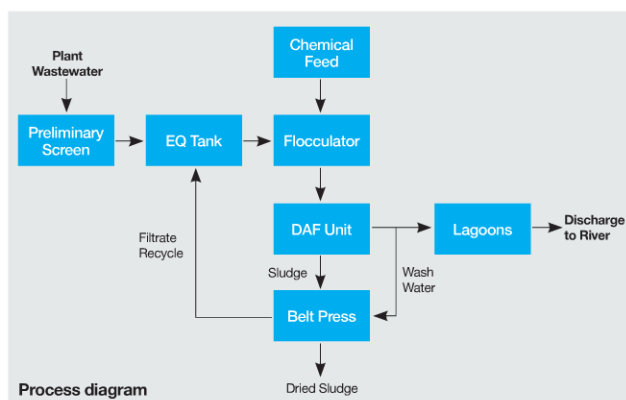 Chemical
Feed
Plant
Wastewater
Preliminary
Screen
EQ Tank
Flocculator
DAF Unit
Lagoons
Discharge
to River
Filtrate
Recycle
Sludge
Wash
Water
Belt Press
Process diagram
Dried Sludge